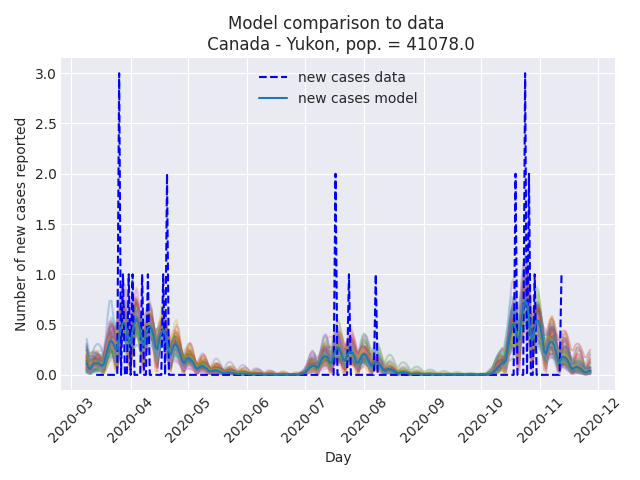 Model comparison to data
Canada - Yukon, pop. = 41078.0
new cases data
new cases model
Number of new cases reported
3.0
2.5
2.0
1.5
1.0
0.5
0.0
2020-03
2020-04
2020-05
2020-06
2020-07
2020-08
2020-09
2020-10
2020-11
2020-12
Day